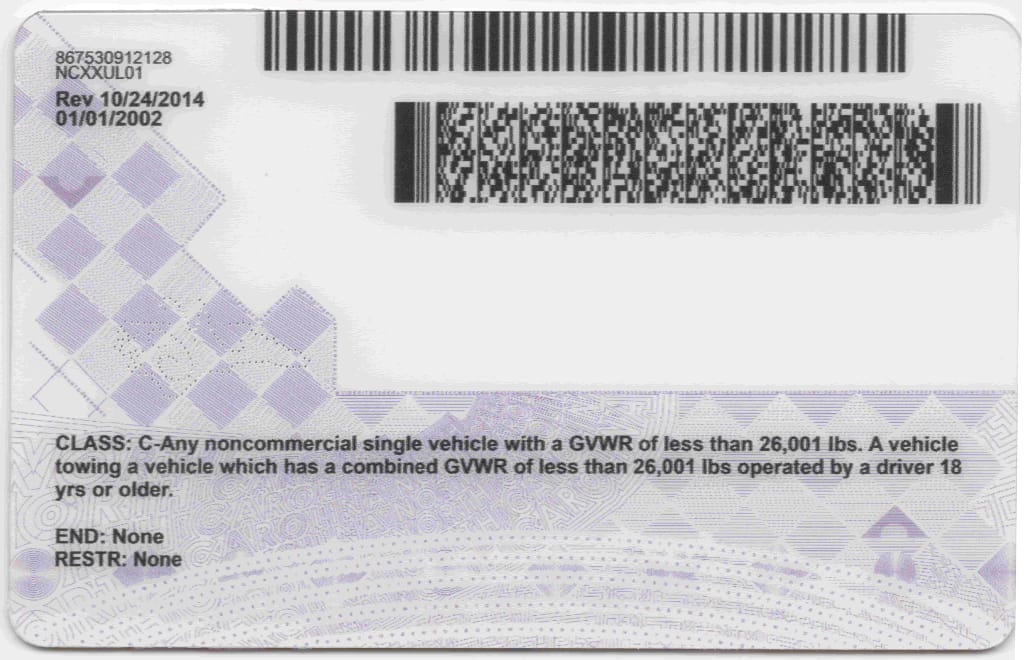 867530912128
NCXXUL01
Rev 10/24/2014
01/01/2002
CLASS: C-Any noncommercial single vehicle with a GVWR of less than 26,001 lbs. A vehicle
towing a vehicle which has a combined GVWR of less than 26,001 lbs operated by a driver 18
yrs or older.
END: None
RESTR: None